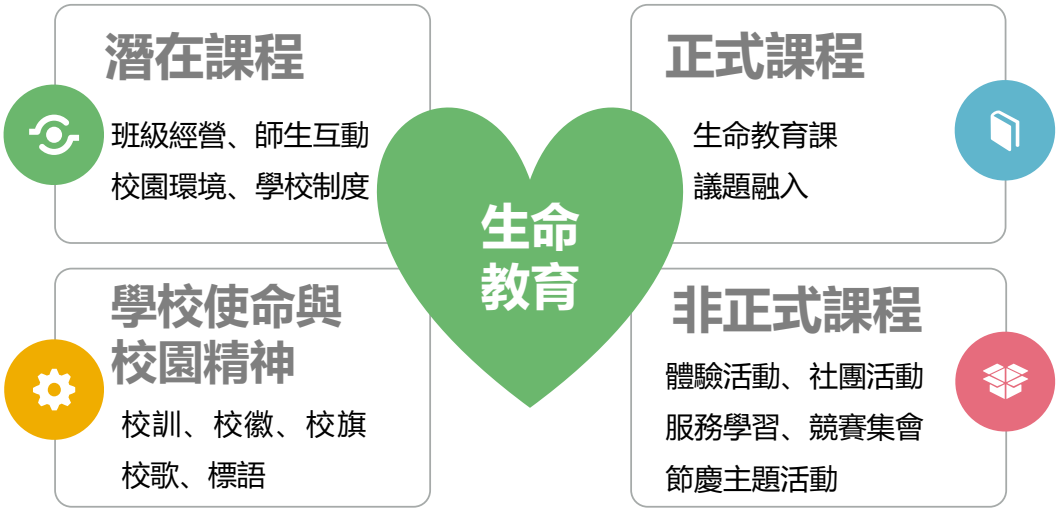 潛在課程
班級經營、師生互動
校園環境、學校制度
正式課程
生命教育課
議題融入
生命
教育
學校使命與
校園精神
校訓、校徽、校旗
校歌、標語
非正式課程
體驗活動、社團活動
服務學習、競賽集會
節慶主題活動